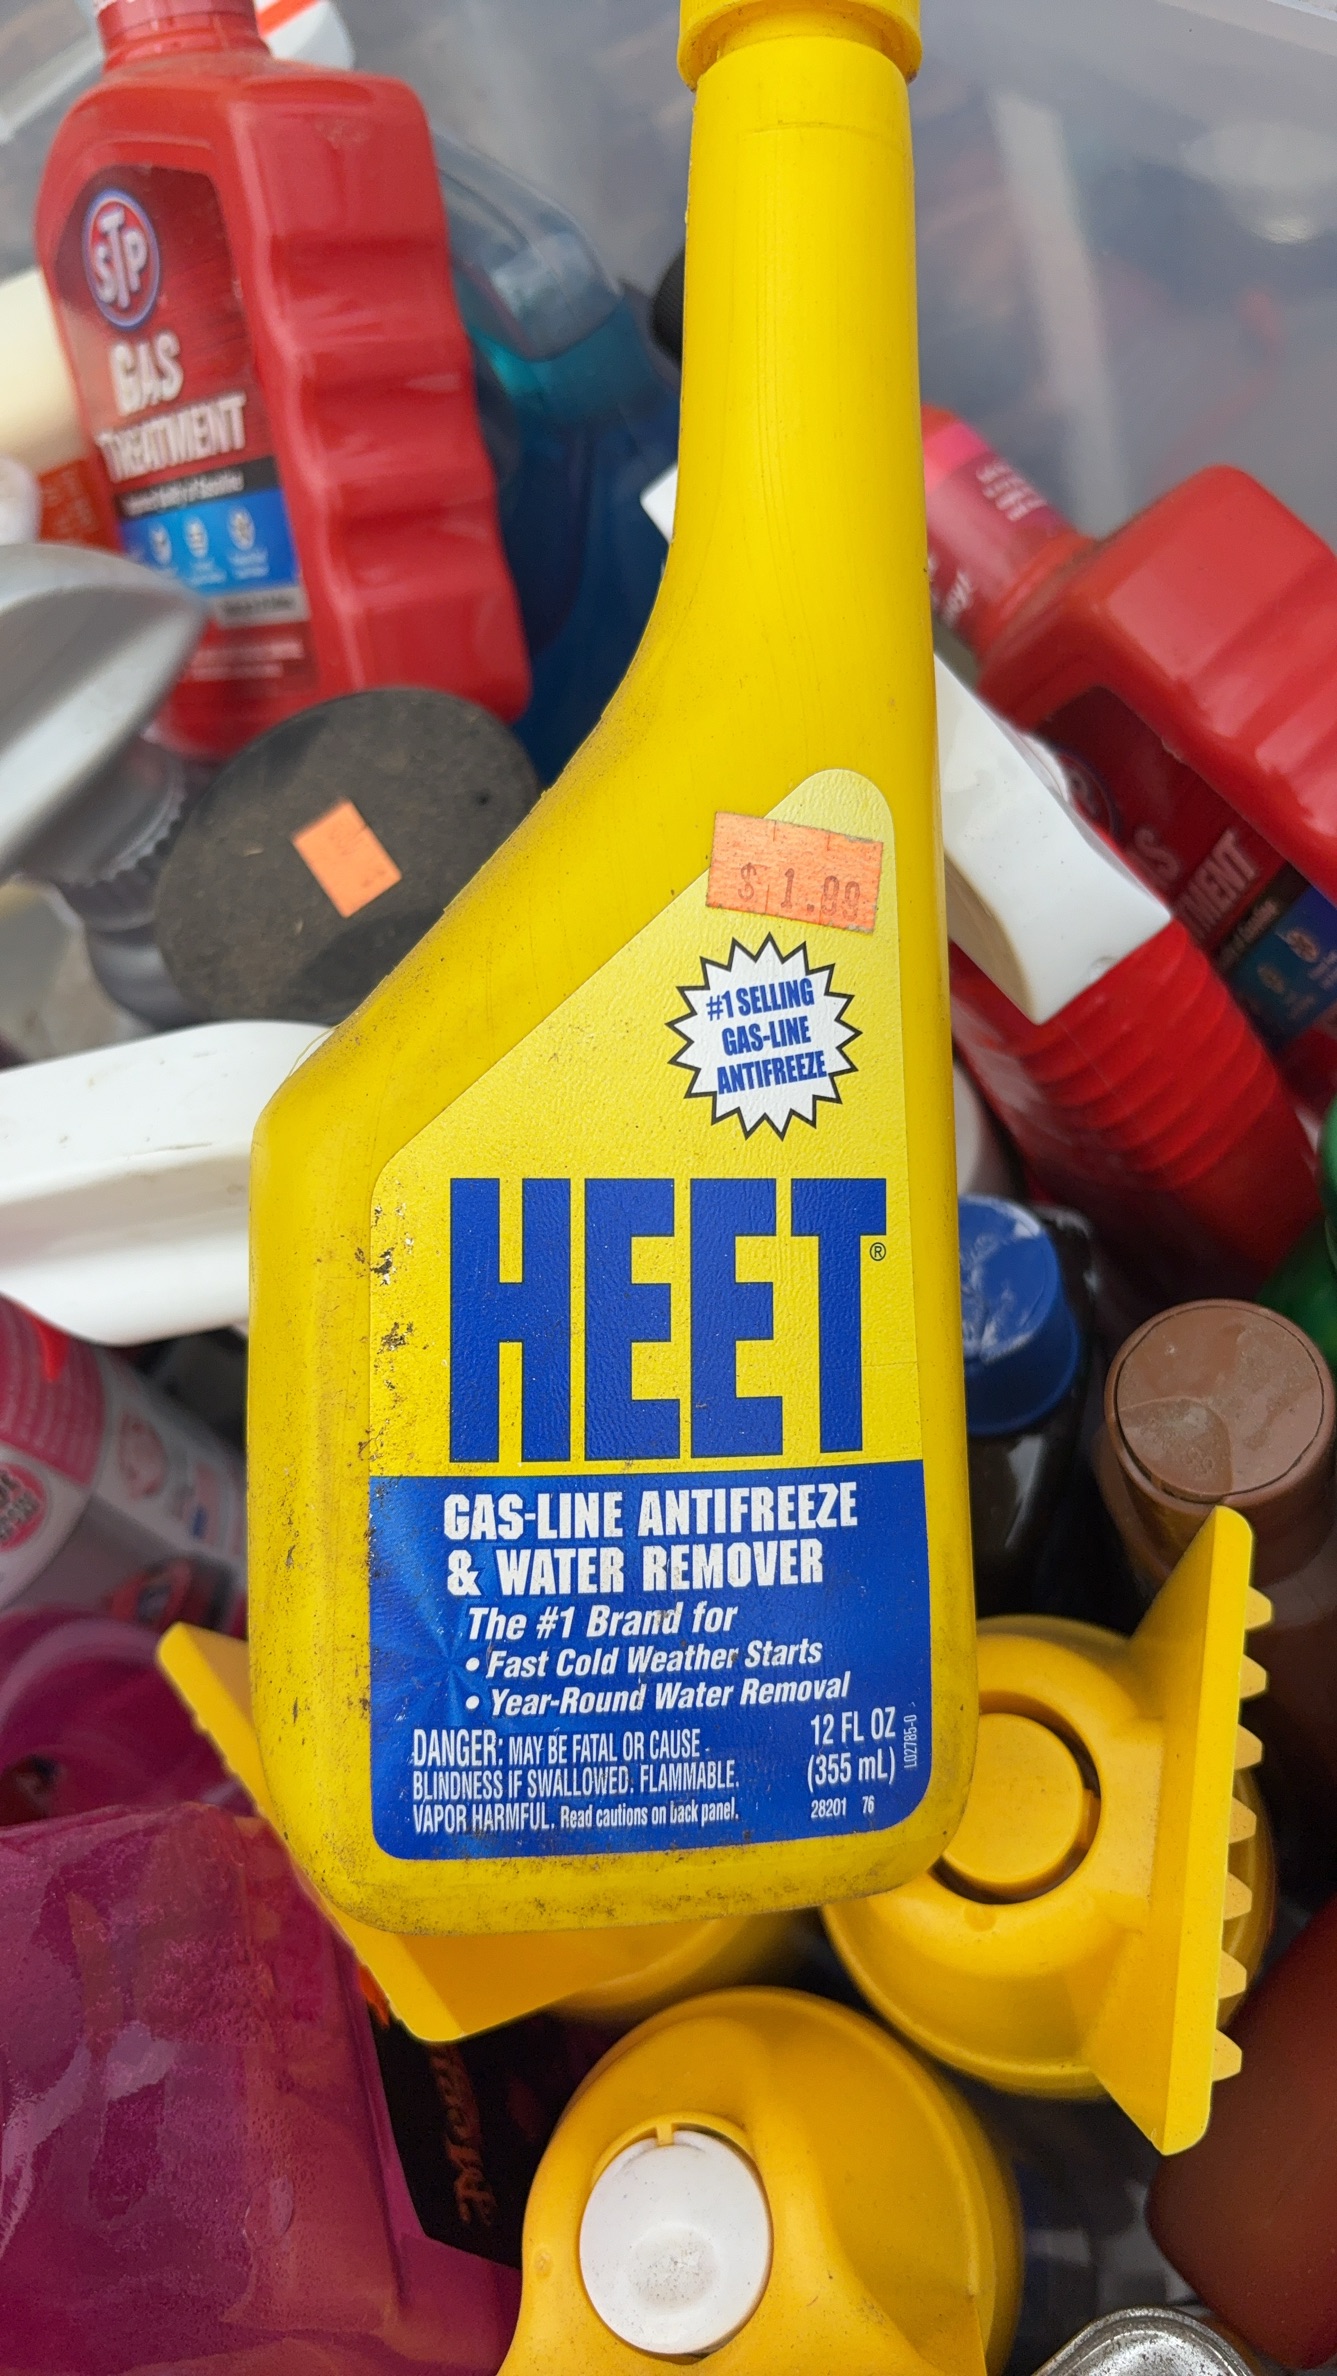 STP
GAS
TREATMENT
$ 1.99
#1 SELLING
GAS-LINE
ANTIFREEZE
HEET®
GAS-LINE ANTIFREEZE
& WATER REMOVER
The #1 Brand for
• Fast Cold Weather Starts
• Year-Round Water Removal
DANGER: MAY BE FATAL OR CAUSE
BLINDNESS IF SWALLOWED. FLAMMABLE.
VAPOR HARMFUL. Read cautions on back panel.
12 FL OZ
(355 mL)
28201 76
L02785-0